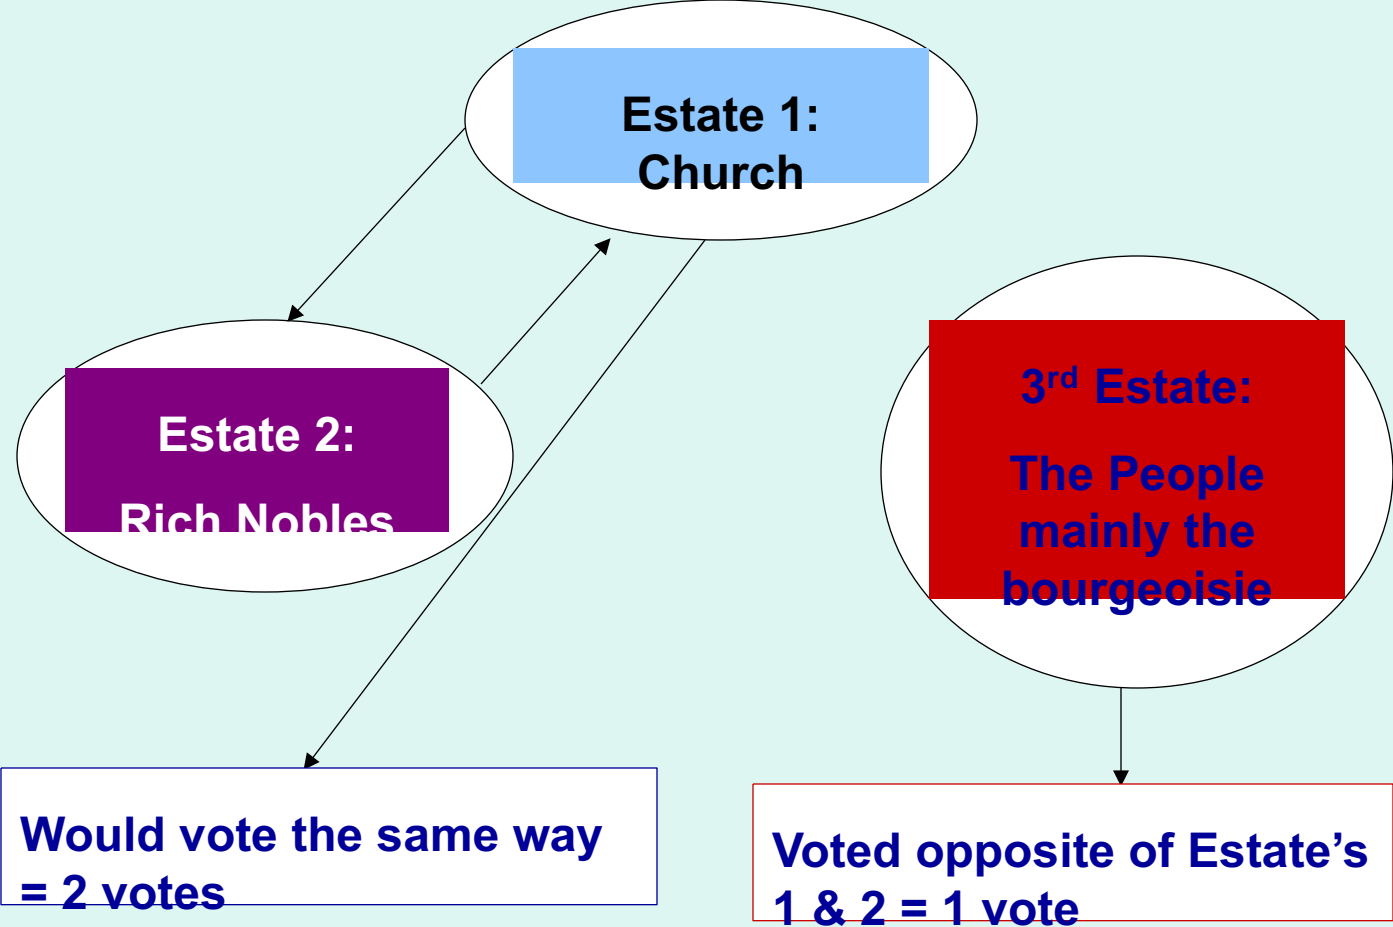 Estate 1:
Church
Estate 2:
Rich Nobles
3rd Estate:
The People
mainly the
bourgeoisie
Would vote the same way
= 2 votes
Voted opposite of Estate’s
1 & 2 = 1 vote